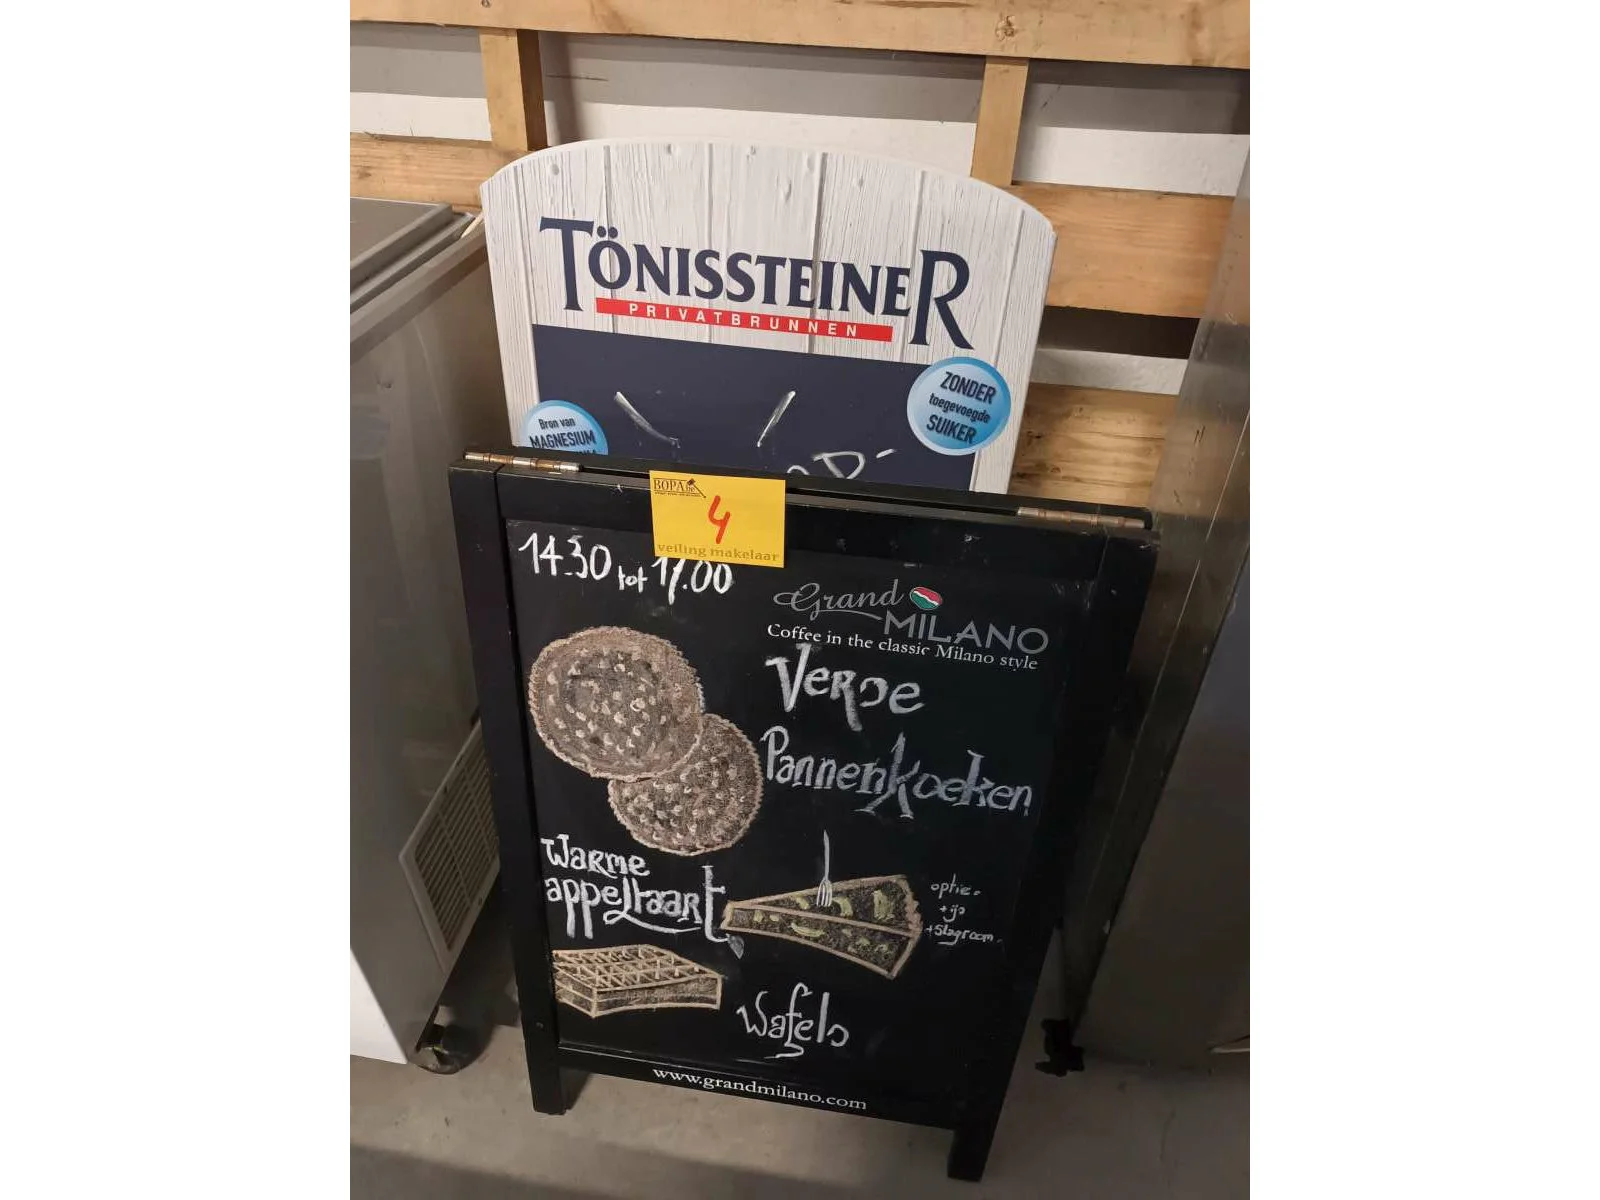 TÖNISSTEINER
PRIVATBRUNNEN
ZONDER
toegevoegde
SUIKER
Bron van
MAGNESIUM
BOPA.be
4
veiling makelaar
14.30 tot 17.00
Grand
MILANO
Coffee in the classic Milano style
Verse
Pannenkoeken
Warme
appeltaart
optie:
+ ijs
+ slagroom
Wafels
www.grandmilano.com